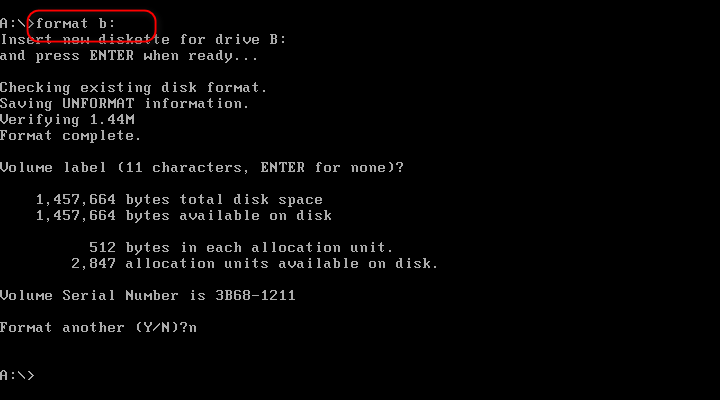 A:\>format b:
Insert new diskette for drive B:
and press ENTER when ready...
Checking existing disk format.
Saving UNFORMAT information.
Verifying 1.44M
Format complete.
Volume label (11 characters, ENTER for none)?
1,457,664 bytes total disk space
1,457,664 bytes available on disk
512 bytes in each allocation unit.
2,847 allocation units available on disk.
Volume Serial Number is 3B68-1211
Format another (Y/N)?n
A:\>